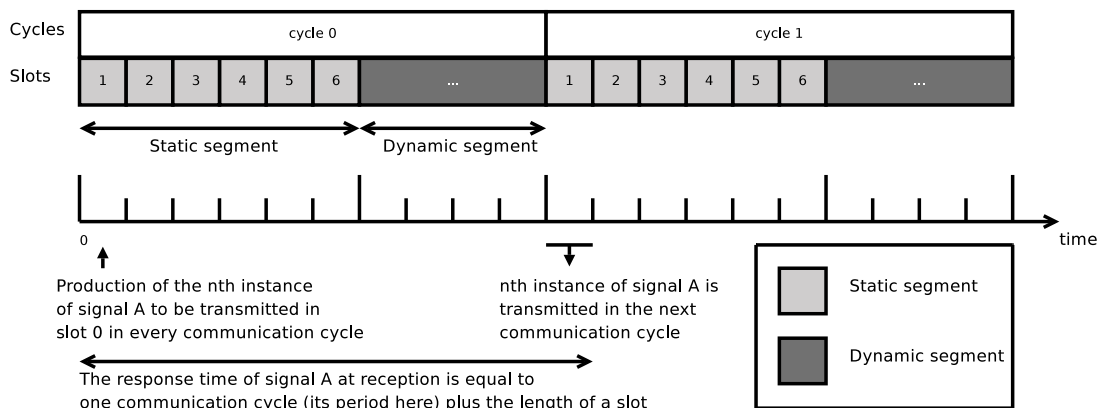 Cycles
cycle 0
cycle 1
Slots
1 2 3 4 5 6 ... 1 2 3 4 5 6 ...
Static segment
Dynamic segment
0
time
Production of the nth instance
of signal A to be transmitted in
slot 0 in every communication cycle
nth instance of signal A is
transmitted in the next
communication cycle
Static segment
Dynamic segment
The response time of signal A at reception is equal to
one communication cycle (its period here) plus the length of a slot